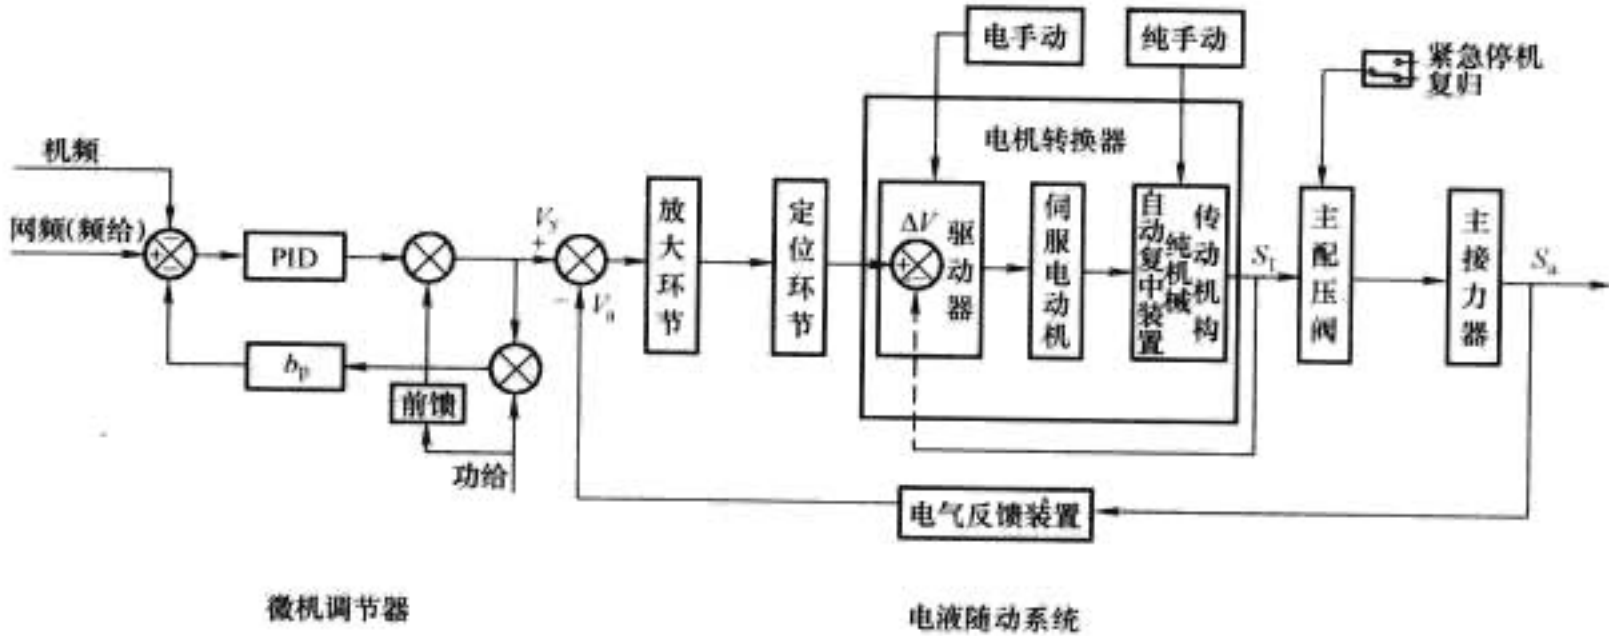 电手动
纯手动
紧急停机
复归
电机转换器
机频
网频(频给)
+
−
−
PID
V_y
+
−
V_a
放大环节
定位环节
ΔV
+
−
驱动器
伺服电动机
自动复中装置
纯机械
传动机构
S_1
主配压阀
主接力器
S_a
b_p
前馈
功给
电气反馈装置
微机调节器
电液随动系统